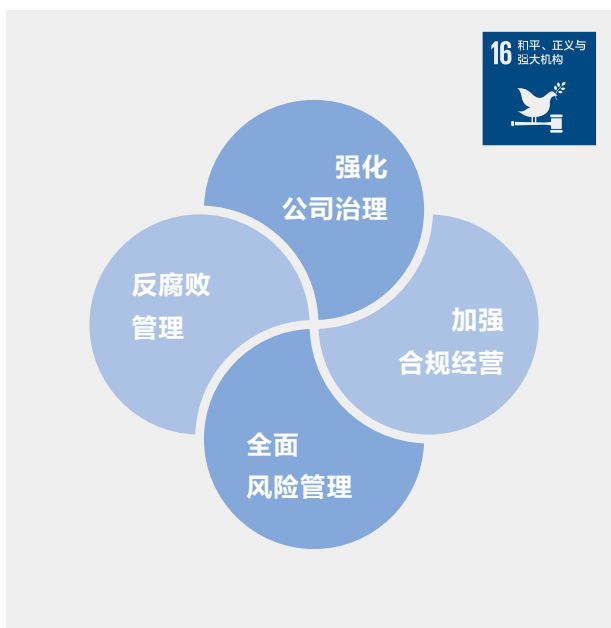 16 和平、正义与
强大机构
强化
公司治理
反腐败
管理
加强
合规经营
全面
风险管理